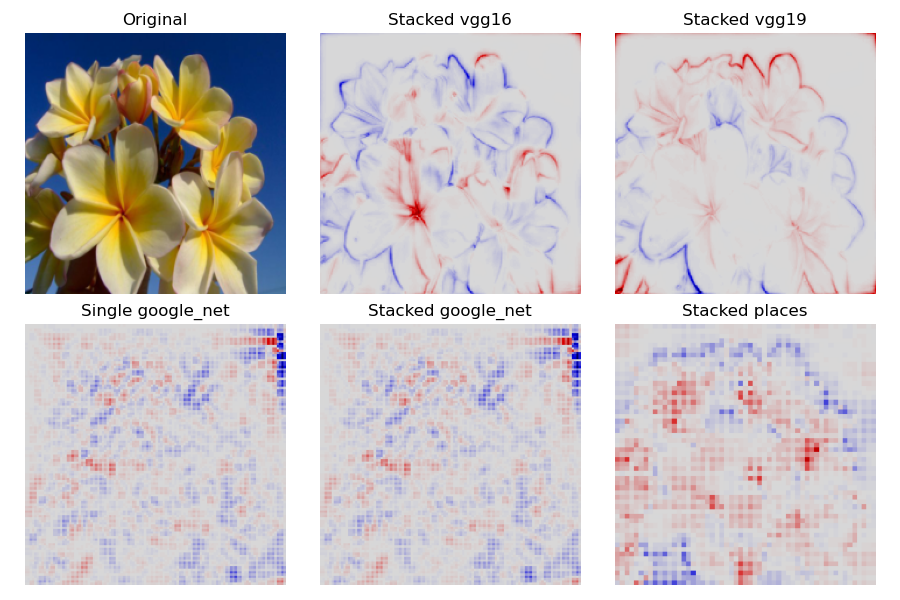 Original
Stacked vgg16
Stacked vgg19
Single google_net
Stacked google_net
Stacked places